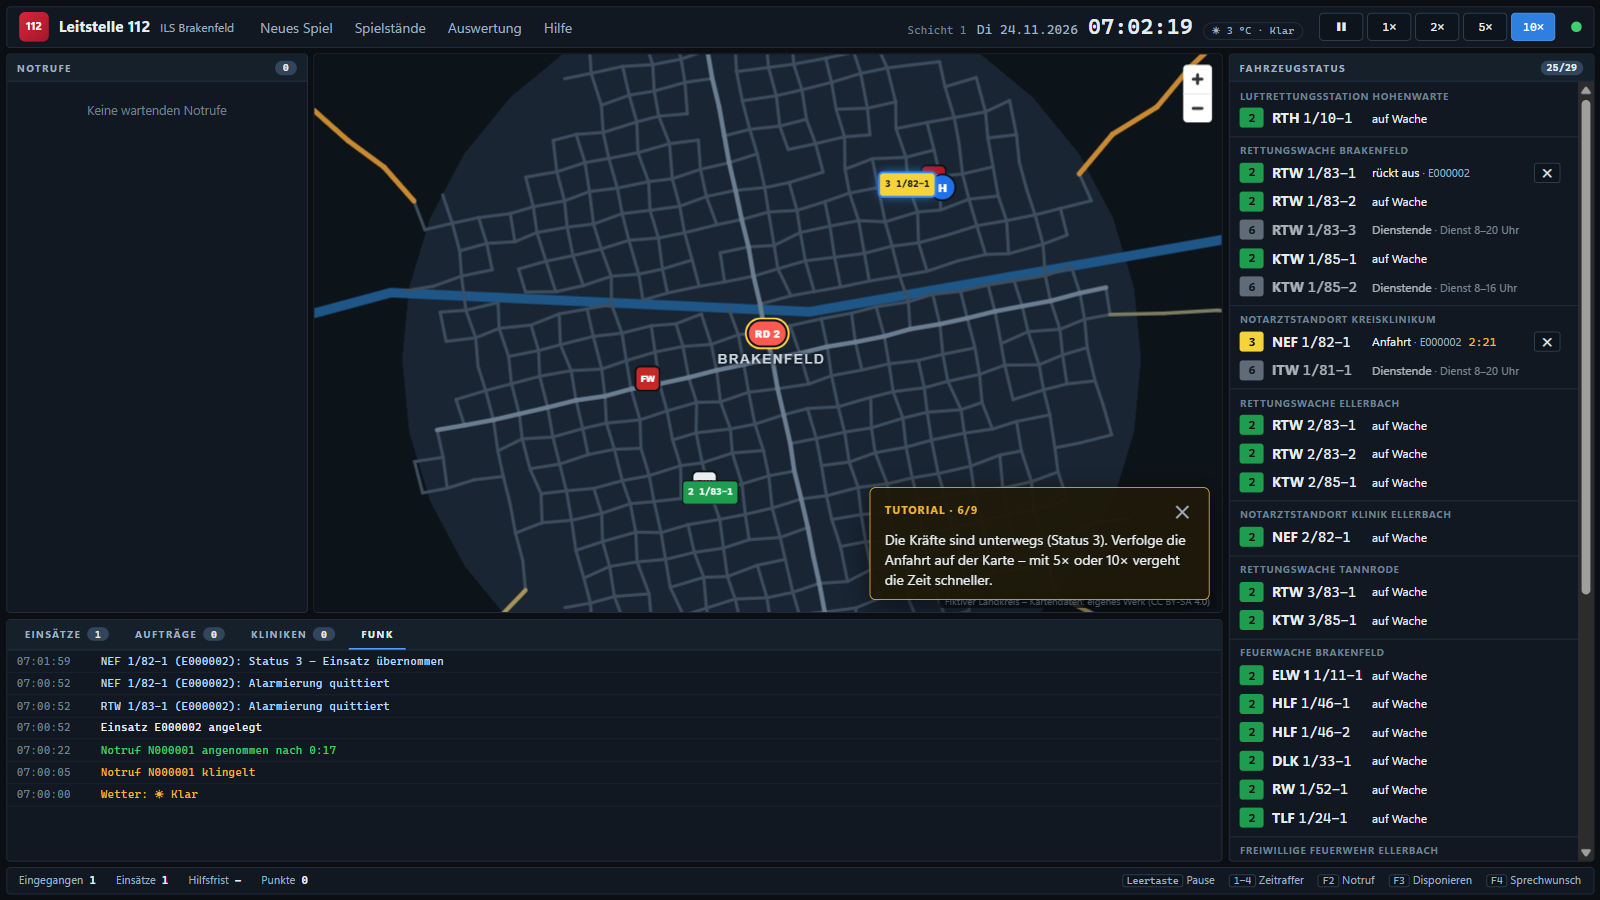 112 Leitstelle 112 ILS Brakenfeld Neues Spiel Spielstände Auswertung Hilfe Schicht 1 Di 24.11.2026 07:02:19 ☀ 3 °C · Klar 1× 2× 5× 10×
NOTRUFE 0
Keine wartenden Notrufe
+
−
3 1/82-1
H
RD 2
BRAKENFELD
FW
2 1/83-1
TUTORIAL · 6/9
Die Kräfte sind unterwegs (Status 3). Verfolge die
Anfahrt auf der Karte – mit 5× oder 10× vergeht
die Zeit schneller.
Fiktiver Landkreis – Kartendaten: eigenes Werk (CC BY-SA 4.0)
FAHRZEUGSTATUS 25/29
LUFTRETTUNGSSTATION HOHENWARTE
2 RTH 1/10-1 auf Wache
RETTUNGSWACHE BRAKENFELD
2 RTW 1/83-1 rückt aus · E000002
2 RTW 1/83-2 auf Wache
6 RTW 1/83-3 Dienstende · Dienst 8–20 Uhr
2 KTW 1/85-1 auf Wache
6 KTW 1/85-2 Dienstende · Dienst 8–16 Uhr
NOTARZTSTANDORT KREISKLINIKUM
3 NEF 1/82-1 Anfahrt · E000002 2:21
6 ITW 1/81-1 Dienstende · Dienst 8–20 Uhr
RETTUNGSWACHE ELLERBACH
2 RTW 2/83-1 auf Wache
2 RTW 2/83-2 auf Wache
2 KTW 2/85-1 auf Wache
NOTARZTSTANDORT KLINIK ELLERBACH
2 NEF 2/82-1 auf Wache
RETTUNGSWACHE TANNRODE
2 RTW 3/83-1 auf Wache
2 KTW 3/85-1 auf Wache
FEUERWACHE BRAKENFELD
2 ELW 1 1/11-1 auf Wache
2 HLF 1/46-1 auf Wache
2 HLF 1/46-2 auf Wache
2 DLK 1/33-1 auf Wache
2 RW 1/52-1 auf Wache
2 TLF 1/24-1 auf Wache
FREIWILLIGE FEUERWEHR ELLERBACH
EINSÄTZE 1 AUFTRÄGE 0 KLINIKEN 0 FUNK
07:01:59 NEF 1/82-1 (E000002): Status 3 – Einsatz übernommen
07:00:52 NEF 1/82-1 (E000002): Alarmierung quittiert
07:00:52 RTW 1/83-1 (E000002): Alarmierung quittiert
07:00:52 Einsatz E000002 angelegt
07:00:22 Notruf N000001 angenommen nach 0:17
07:00:05 Notruf N000001 klingelt
07:00:00 Wetter: ☀ Klar
Eingegangen 1 Einsätze 1 Hilfsfrist – Punkte 0 Leertaste Pause 1–4 Zeitraffer F2 Notruf F3 Disponieren F4 Sprechwunsch